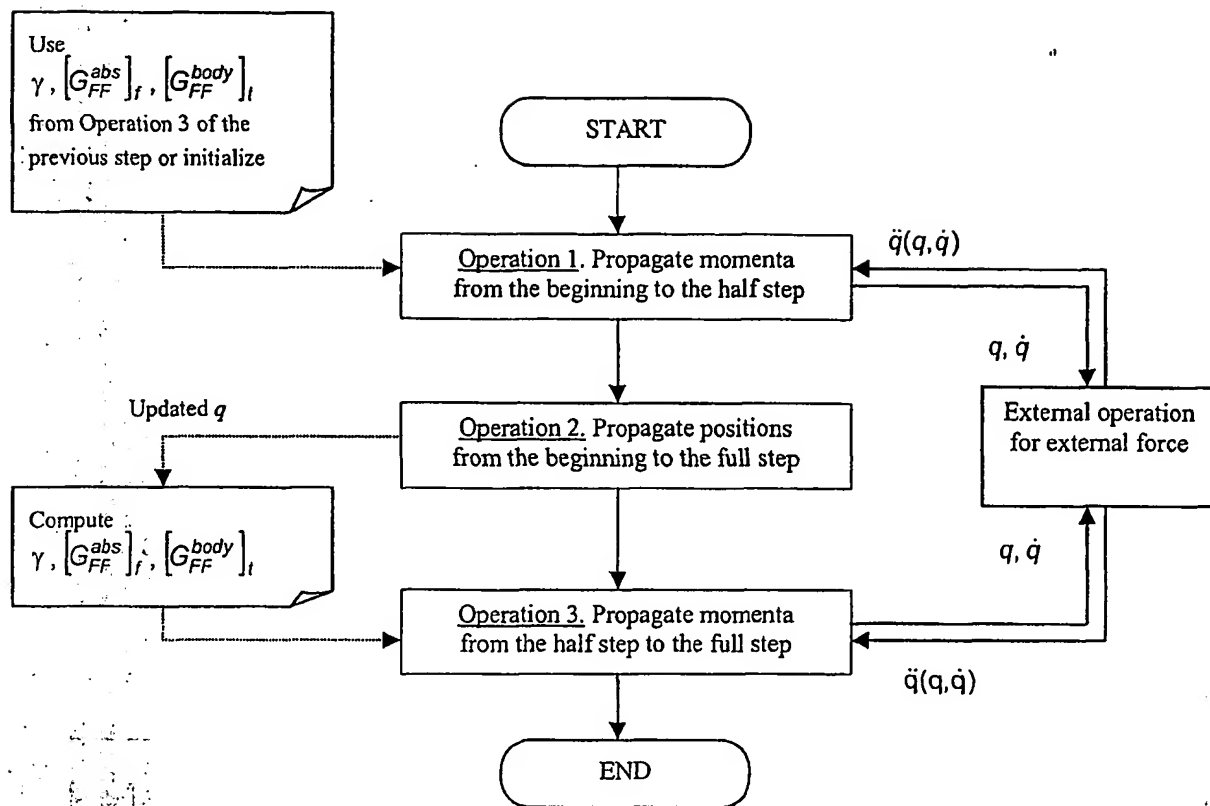 Use
γ, [G_FF^abs]_f, [G_FF^body]_t
from Operation 3 of the
previous step or initialize
START
Operation 1. Propagate momenta
from the beginning to the half step
q̈(q,q̇)
q, q̇
External operation
for external force
Updated q
Operation 2. Propagate positions
from the beginning to the full step
Compute
γ, [G_FF^abs]_f, [G_FF^body]_t
q, q̇
Operation 3. Propagate momenta
from the half step to the full step
q̈(q,q̇)
END